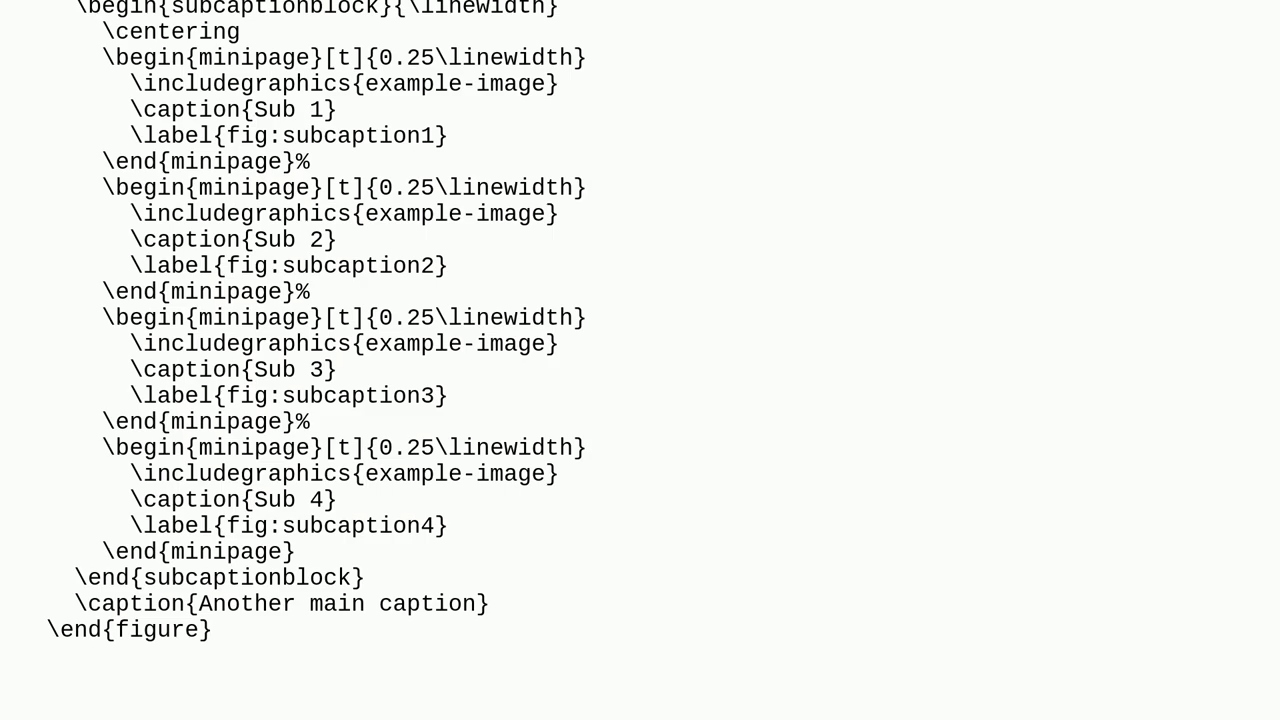 \begin{subcaptionblock}{\linewidth}
\centering
\begin{minipage}[t]{0.25\linewidth}
\includegraphics{example-image}
\caption{Sub 1}
\label{fig:subcaption1}
\end{minipage}%
\begin{minipage}[t]{0.25\linewidth}
\includegraphics{example-image}
\caption{Sub 2}
\label{fig:subcaption2}
\end{minipage}%
\begin{minipage}[t]{0.25\linewidth}
\includegraphics{example-image}
\caption{Sub 3}
\label{fig:subcaption3}
\end{minipage}%
\begin{minipage}[t]{0.25\linewidth}
\includegraphics{example-image}
\caption{Sub 4}
\label{fig:subcaption4}
\end{minipage}
\end{subcaptionblock}
\caption{Another main caption}
\end{figure}